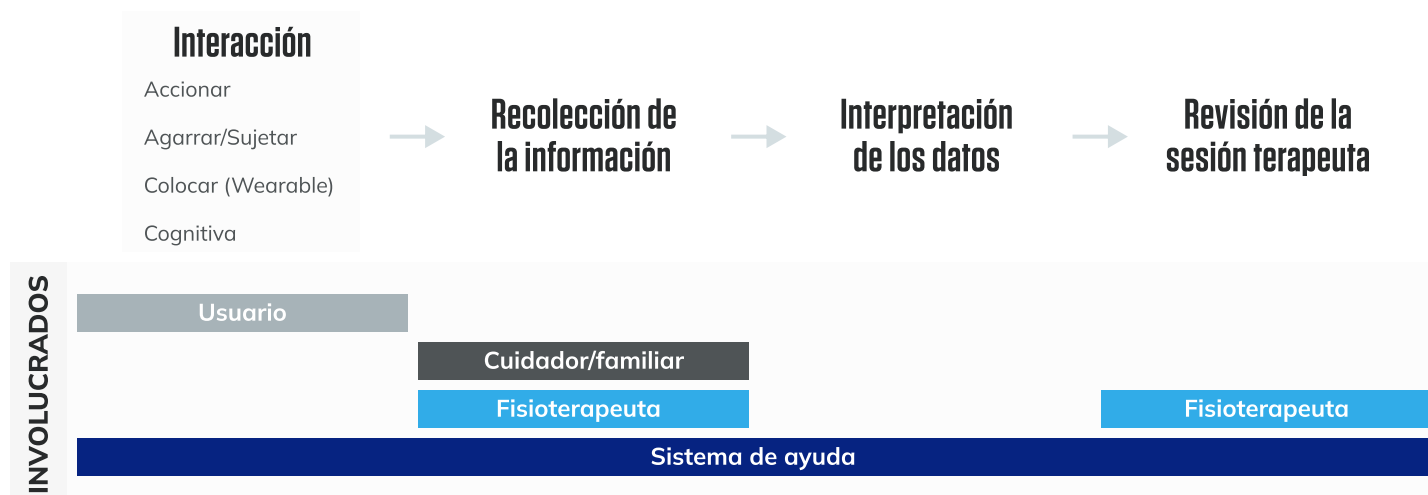 Interacción
Accionar
Agarrar/Sujetar
Colocar (Wearable)
Cognitiva
Recolección de
la información
Interpretación
de los datos
Revisión de la
sesión terapeuta
INVOLUCRADOS
Usuario
Cuidador/familiar
Fisioterapeuta
Fisioterapeuta
Sistema de ayuda